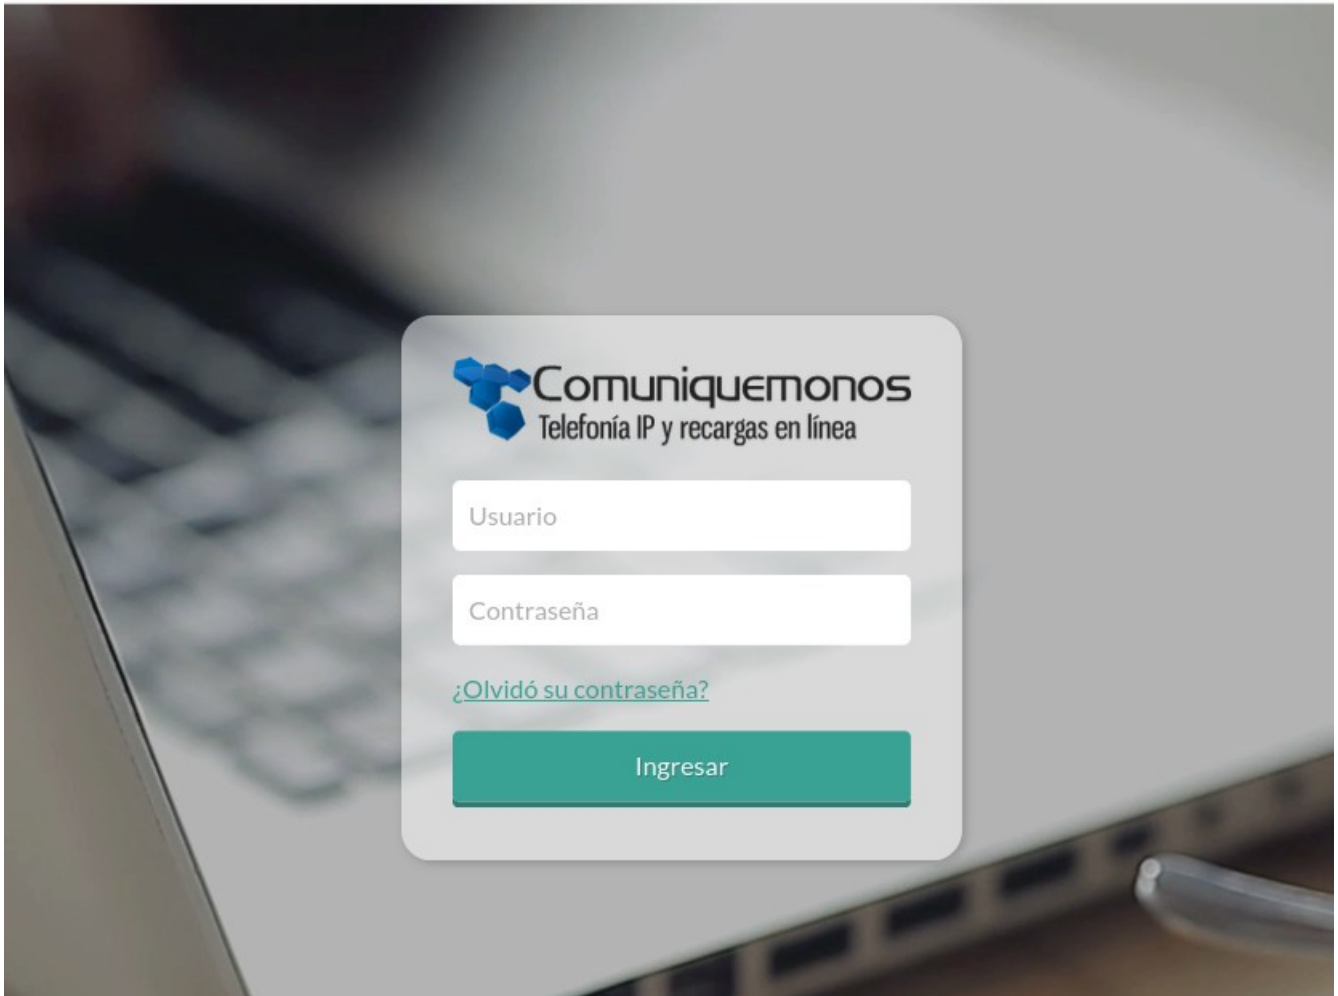 Comuniquemonos
Telefonía IP y recargas en línea
Usuario
Contraseña
¿Olvidó su contraseña?
Ingresar